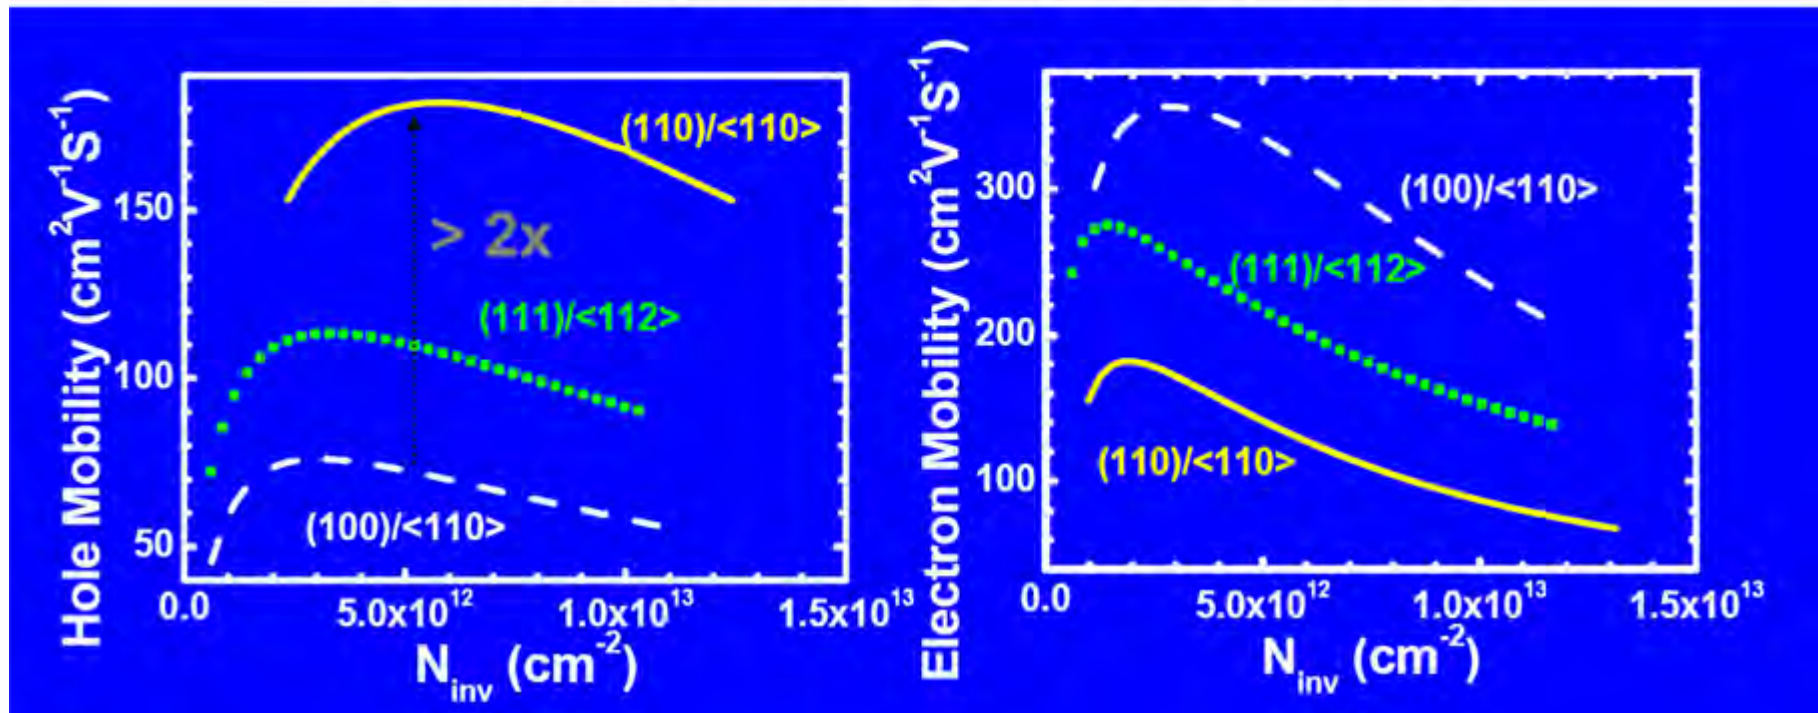 Hole Mobility (cm²V⁻¹S⁻¹)
150
100
50
(110)/<110>
> 2x
(111)/<112>
(100)/<110>
0.0
5.0x10¹²
1.0x10¹³
1.5x10¹³
Nᵢₙᵥ (cm⁻²)
Electron Mobility (cm²V⁻¹S⁻¹)
300
200
100
(100)/<110>
(111)/<112>
(110)/<110>
0.0
5.0x10¹²
1.0x10¹³
1.5x10¹³
Nᵢₙᵥ (cm⁻²)